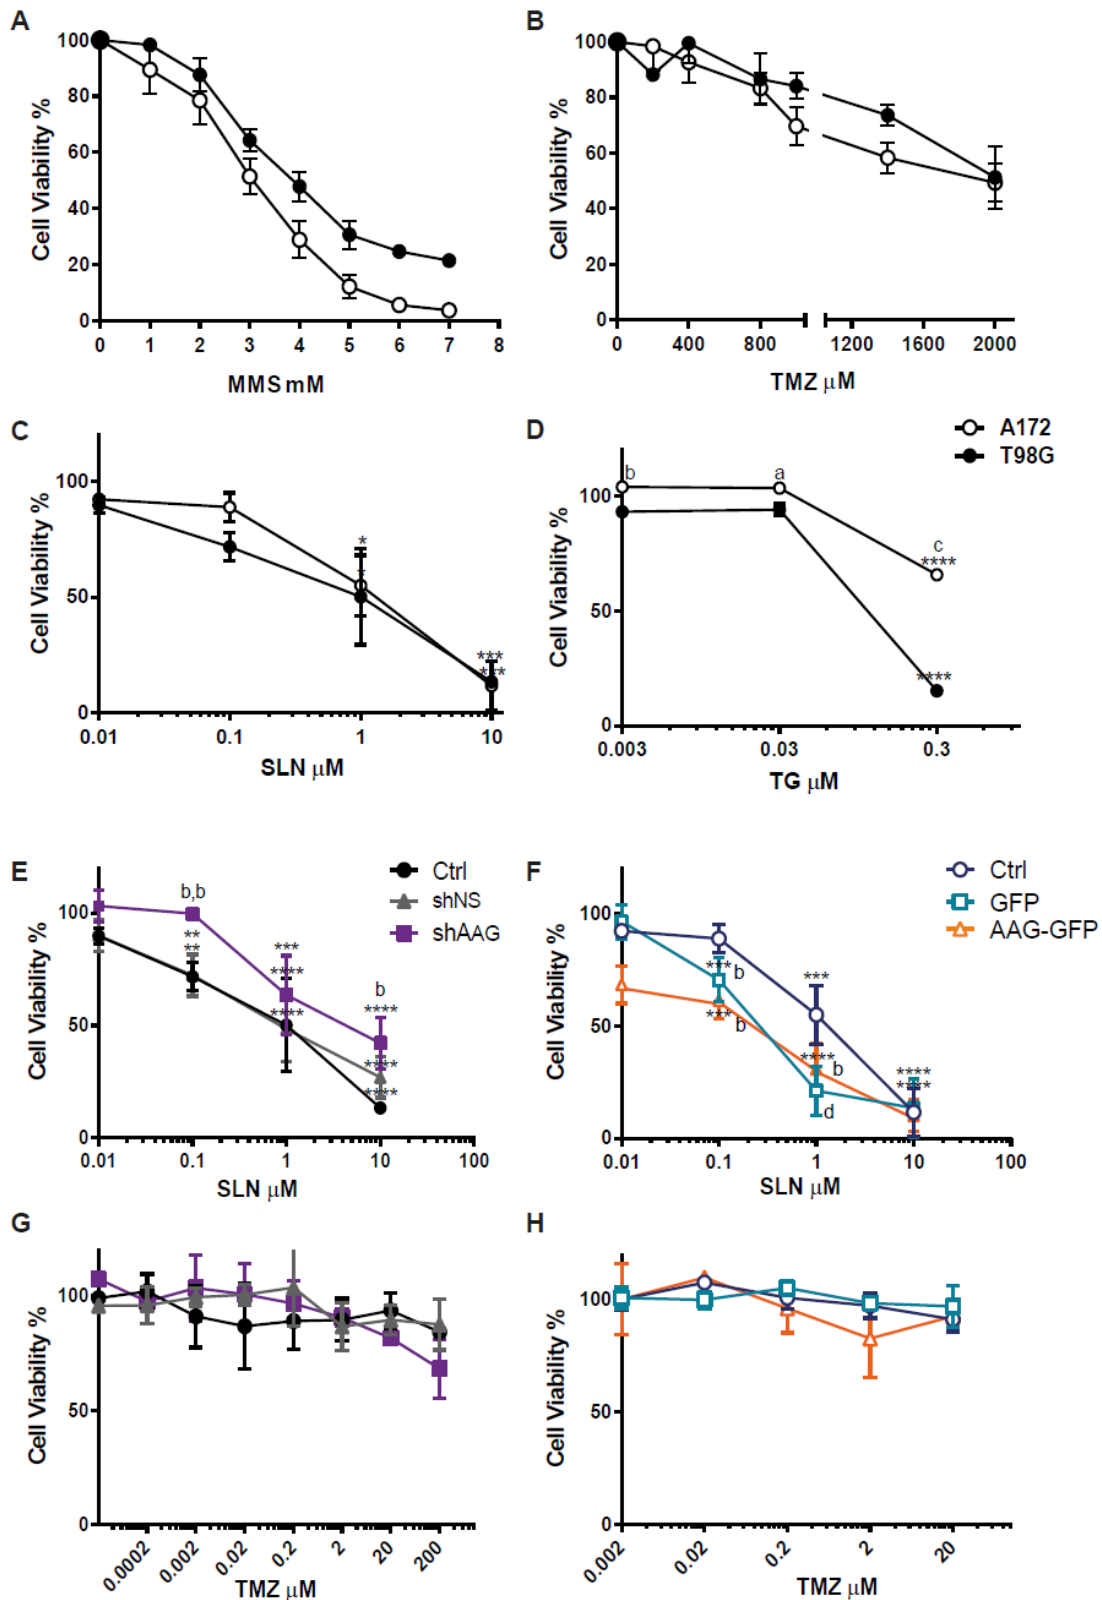 A
100
80
60
40
20
0
Cell Viability %
0 1 2 3 4 5 6 7 8
MMS mM
B
100
80
60
40
20
0
Cell Viability %
0 400 800 1200 1600 2000
TMZ μM
C
100
50
0
Cell Viability %
*
*
***
***
0.01 0.1 1 10
SLN μM
D
A172
T98G
100
50
0
Cell Viability %
b
a
c
****
****
0.003 0.03 0.3
TG μM
E
Ctrl
shNS
shAAG
100
50
0
Cell Viability %
b,b
**
**
***
****
****
b
****
****
****
0.01 0.1 1 10 100
SLN μM
F
Ctrl
GFP
AAG-GFP
100
50
0
Cell Viability %
***
b
***
b
***
****
b
d
****
****
0.01 0.1 1 10 100
SLN μM
G
100
50
0
Cell Viability %
0.0002 0.002 0.02 0.2 2 20 200
TMZ μM
H
100
50
0
Cell Viability %
0.002 0.02 0.2 2 20
TMZ μM